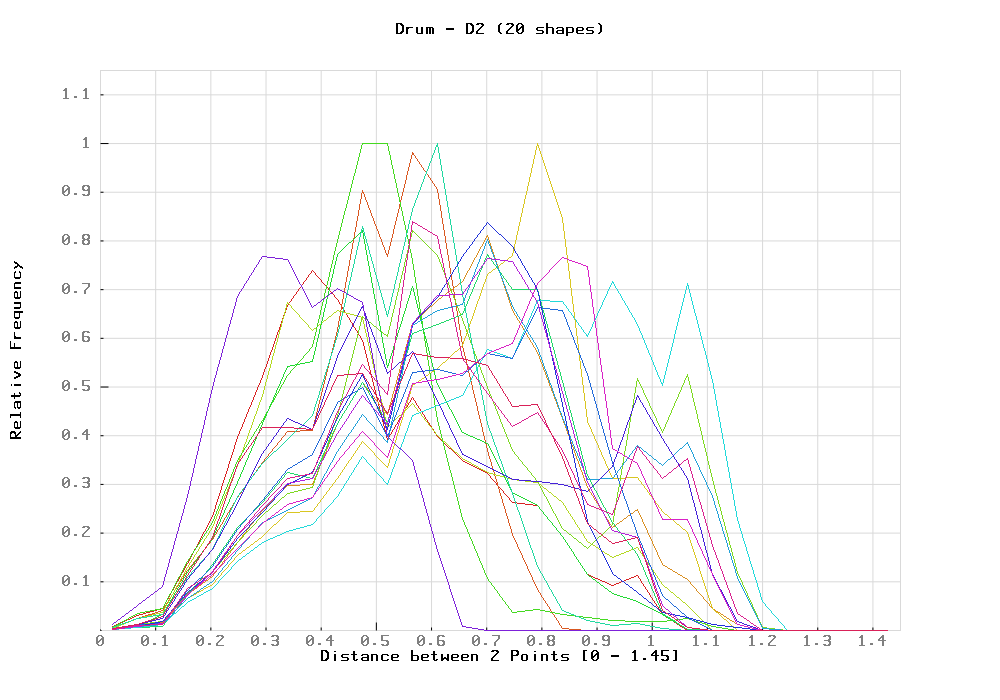 Drum - D2 (20 shapes)
1.1
1
0.9
0.8
0.7
0.6
0.5
0.4
0.3
0.2
0.1
Relative Frequency
0 0.1 0.2 0.3 0.4 0.5 0.6 0.7 0.8 0.9 1 1.1 1.2 1.3 1.4
Distance between 2 Points [0 - 1.45]